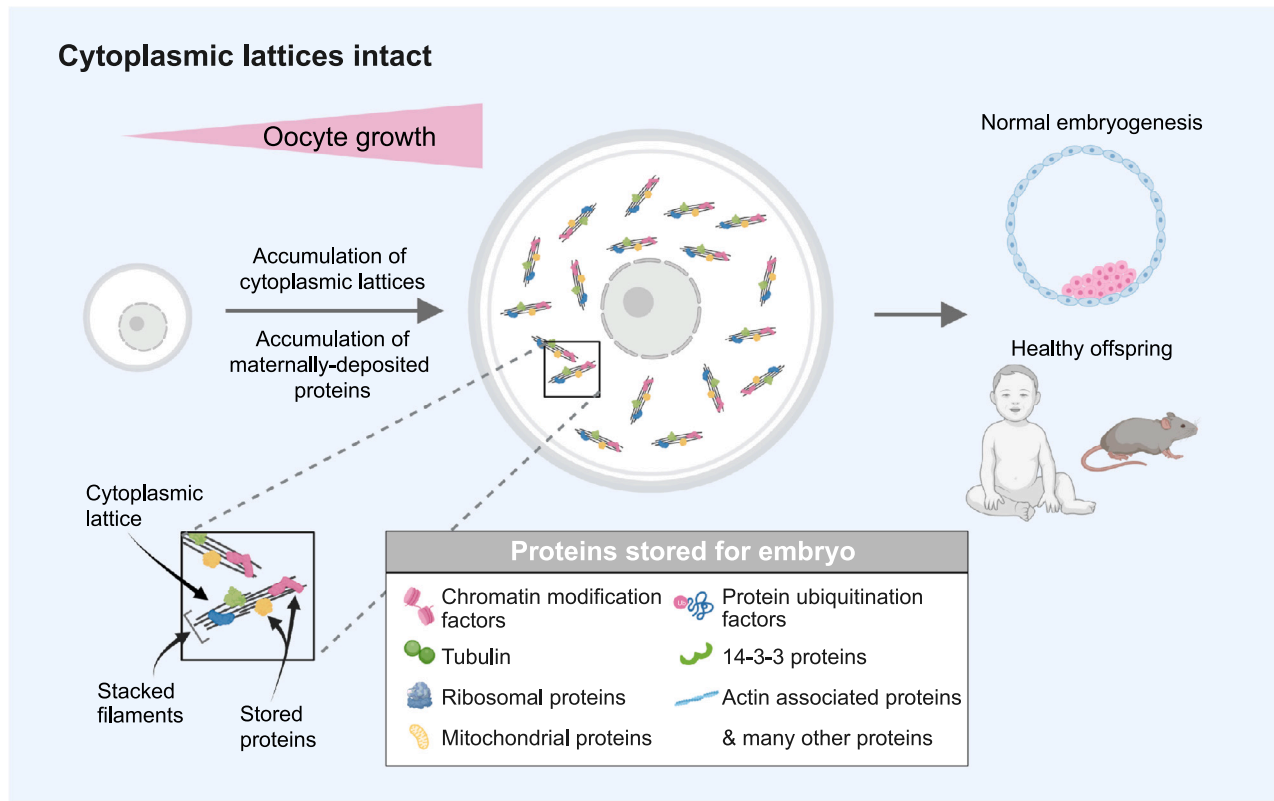 Cytoplasmic lattices intact
Oocyte growth
Accumulation of
cytoplasmic lattices
Accumulation of
maternally-deposited
proteins
Normal embryogenesis
Healthy offspring
Cytoplasmic
lattice
Stacked
filaments
Stored
proteins
Proteins stored for embryo
Chromatin modification
factors
Tubulin
Ribosomal proteins
Mitochondrial proteins
Ub
Protein ubiquitination
factors
14-3-3 proteins
Actin associated proteins
& many other proteins